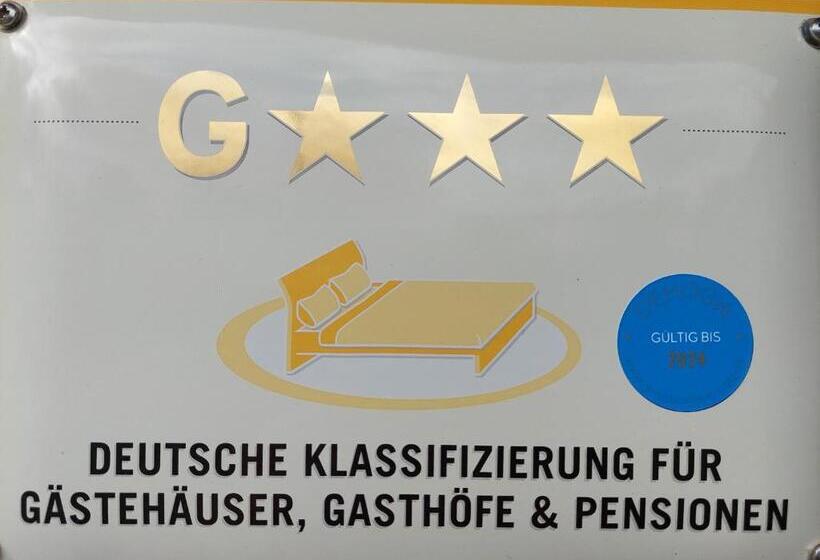 G★★★
GÜLTIG BIS
2024
DEUTSCHE KLASSIFIZIERUNG FÜR
GÄSTEHÄUSER, GASTHÖFE & PENSIONEN